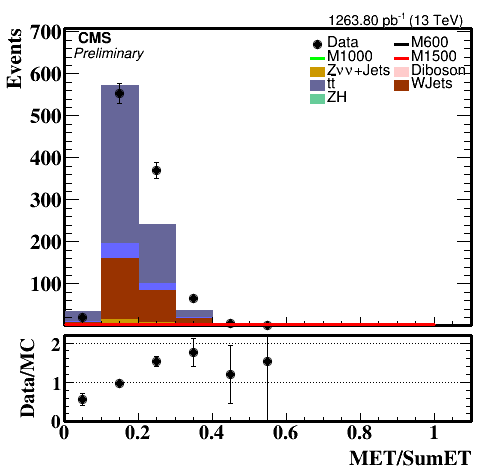 1263.80 pb⁻¹ (13 TeV)
CMS
Preliminary
Data
M600
M1000
M1500
Zνν+Jets
Diboson
tt
WJets
ZH
Events
700
600
500
400
300
200
100
Data/MC
2
1
0
0
0.2
0.4
0.6
0.8
1
MET/SumET